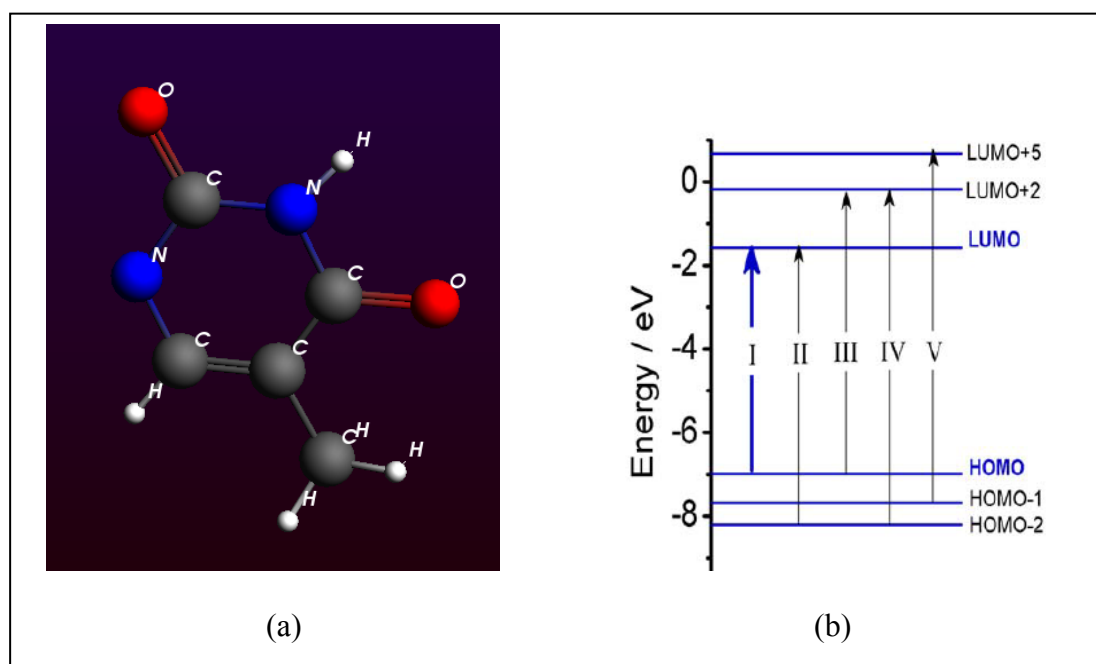 O
H
C
N
N
C
O
C
C
H
C
H
H
H
(a)
Energy / eV
0
-2
-4
-6
-8
I
II
III
IV
V
LUMO+5
LUMO+2
LUMO
HOMO
HOMO-1
HOMO-2
(b)